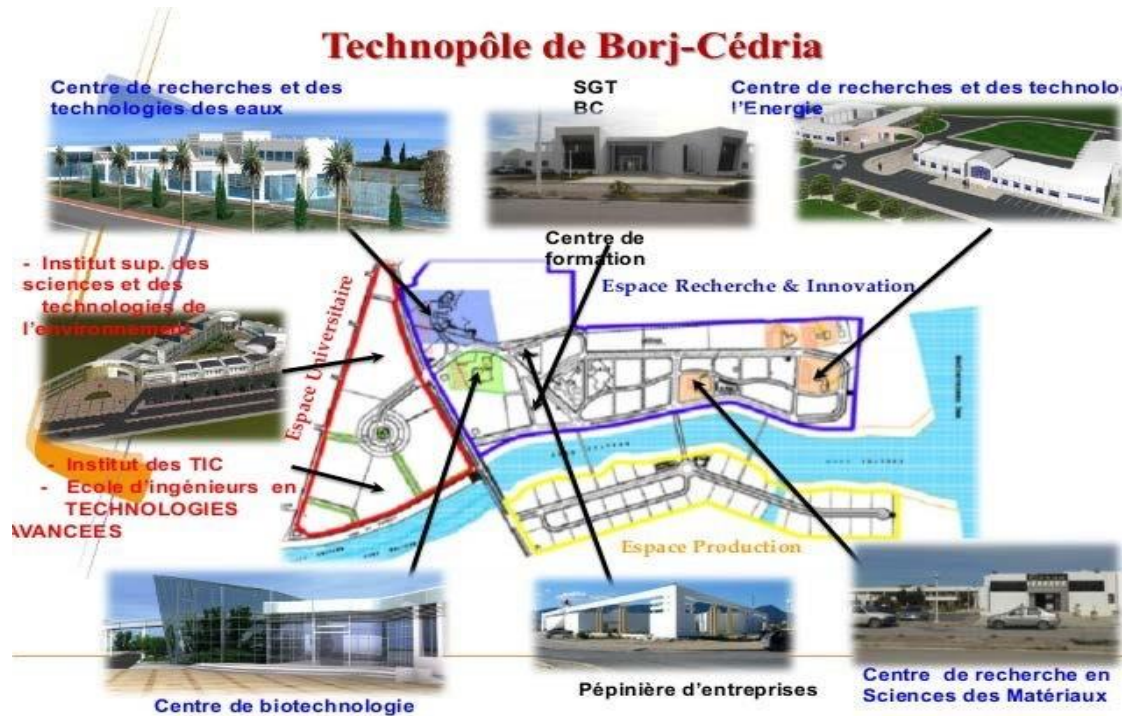 Technopôle de Borj-Cédria
Centre de recherches et des
technologies des eaux
SGT
BC
Centre de recherches et des technolo
l'Energie
Centre de
formation
- Institut sup. des
sciences et des
technologies de
l'environnement
Espace Universitaire
Espace Recherche & Innovation
- Institut des TIC
- Ecole d'ingénieurs en
TECHNOLOGIES
AVANCEES
Espace Production
Centre de biotechnologie
Pépinière d'entreprises
Centre de recherche en
Sciences des Matériaux